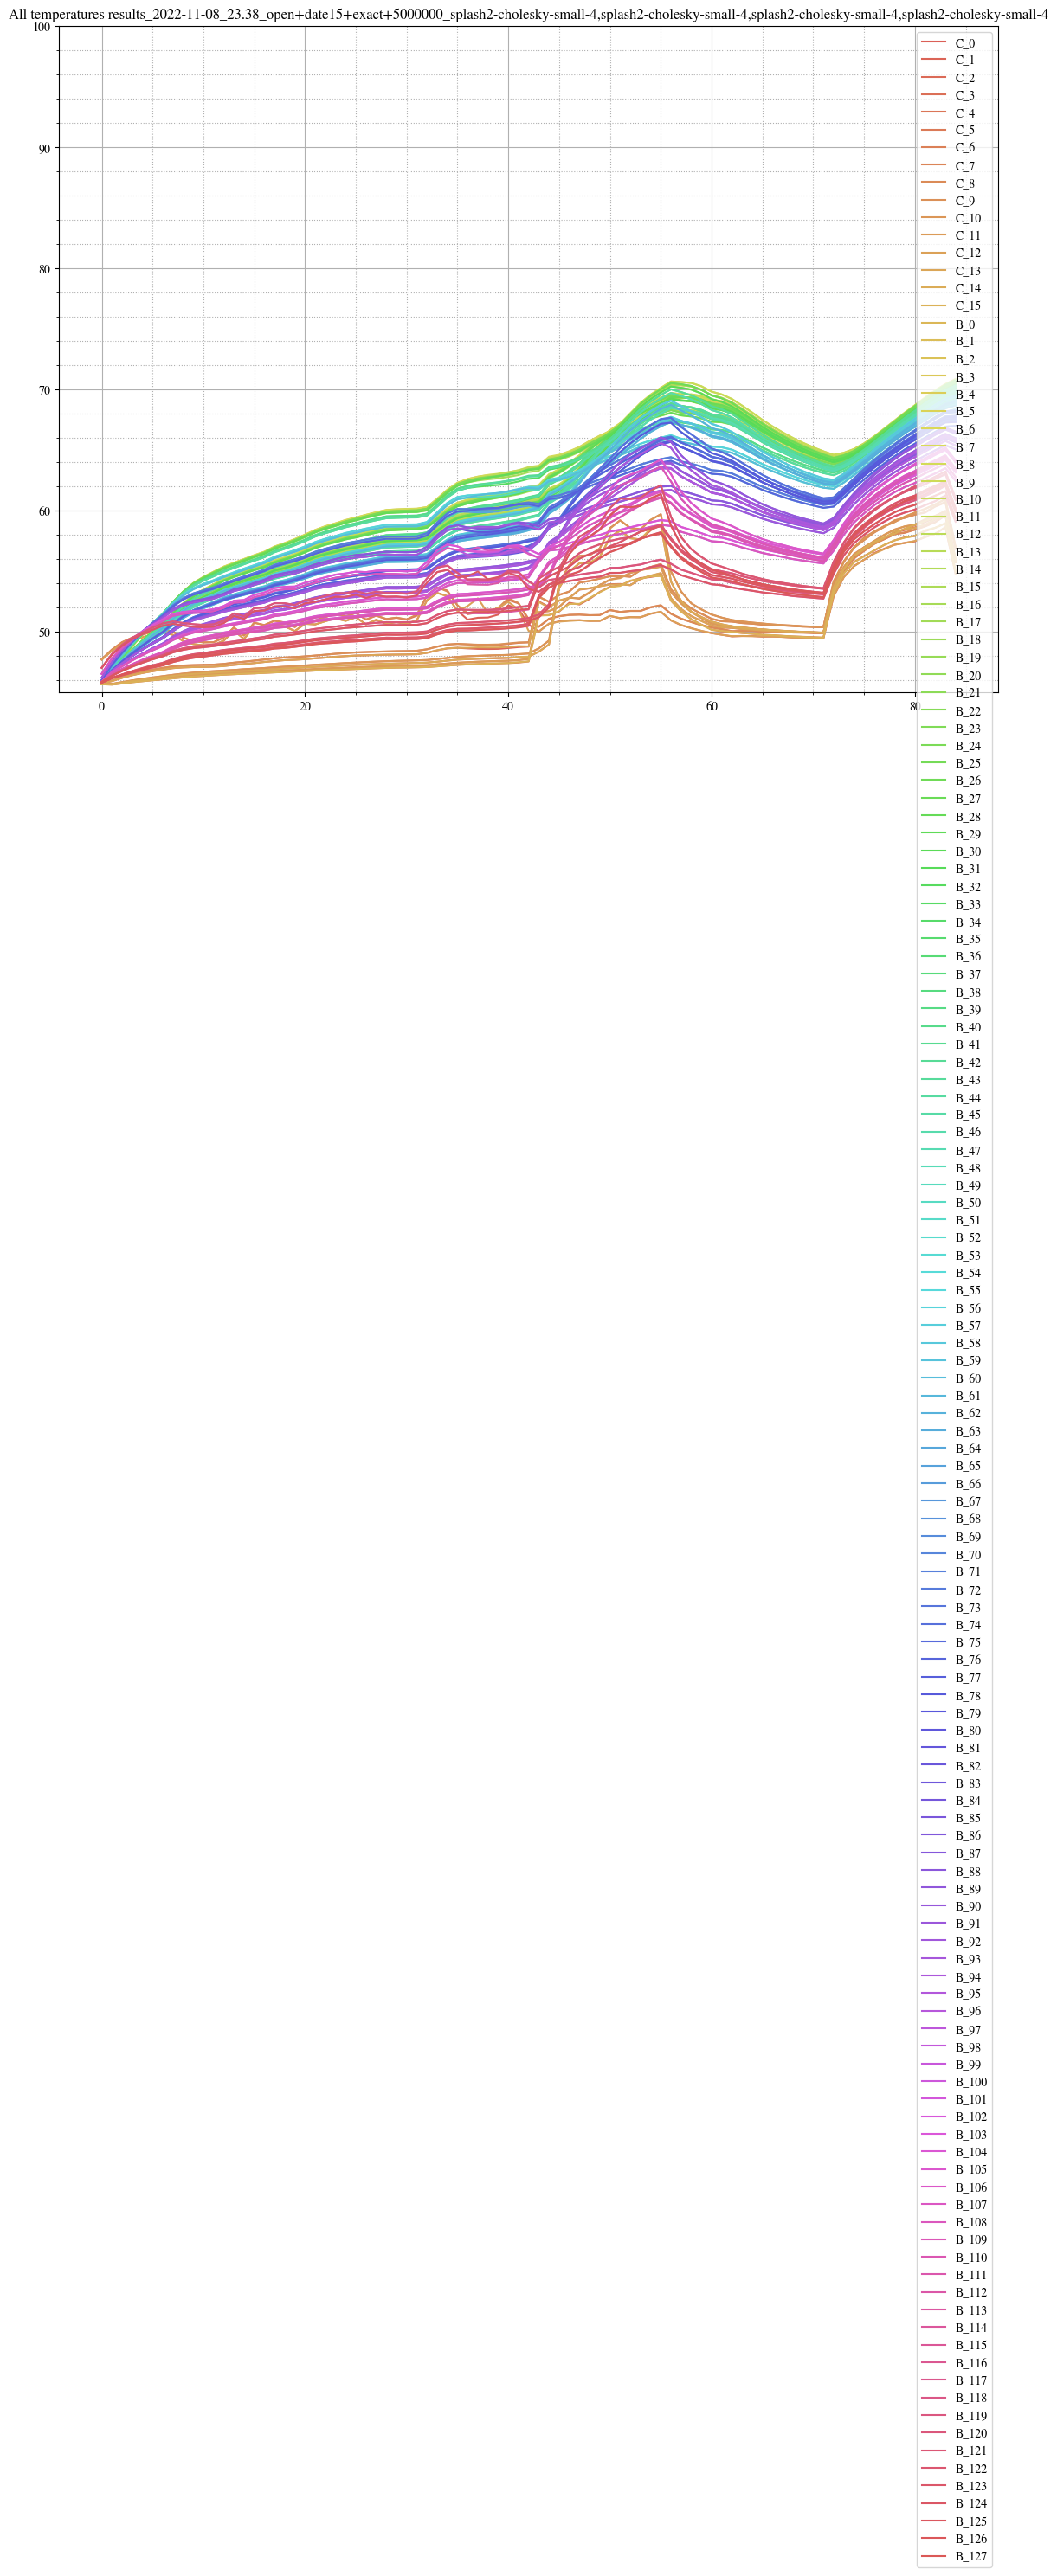 All temperatures results_2022-11-08_23.38_open+date15+exact+5000000_splash2-cholesky-small-4,splash2-cholesky-small-4,splash2-cholesky-small-4,splash2-cholesky-small-4
100
90
80
70
60
50
0
20
40
60
80
C_0
C_1
C_2
C_3
C_4
C_5
C_6
C_7
C_8
C_9
C_10
C_11
C_12
C_13
C_14
C_15
B_0
B_1
B_2
B_3
B_4
B_5
B_6
B_7
B_8
B_9
B_10
B_11
B_12
B_13
B_14
B_15
B_16
B_17
B_18
B_19
B_20
B_21
B_22
B_23
B_24
B_25
B_26
B_27
B_28
B_29
B_30
B_31
B_32
B_33
B_34
B_35
B_36
B_37
B_38
B_39
B_40
B_41
B_42
B_43
B_44
B_45
B_46
B_47
B_48
B_49
B_50
B_51
B_52
B_53
B_54
B_55
B_56
B_57
B_58
B_59
B_60
B_61
B_62
B_63
B_64
B_65
B_66
B_67
B_68
B_69
B_70
B_71
B_72
B_73
B_74
B_75
B_76
B_77
B_78
B_79
B_80
B_81
B_82
B_83
B_84
B_85
B_86
B_87
B_88
B_89
B_90
B_91
B_92
B_93
B_94
B_95
B_96
B_97
B_98
B_99
B_100
B_101
B_102
B_103
B_104
B_105
B_106
B_107
B_108
B_109
B_110
B_111
B_112
B_113
B_114
B_115
B_116
B_117
B_118
B_119
B_120
B_121
B_122
B_123
B_124
B_125
B_126
B_127